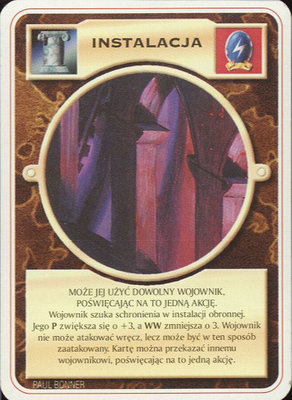 INSTALACJA
MOŻE JEJ UŻYĆ DOWOLNY WOJOWNIK,
POŚWIĘCAJĄC NA TO JEDNĄ AKCJĘ.
Wojownik szuka schronienia w instalacji obronnej.
Jego P zwiększa się o +3, a WW zmniejsza o 3. Wojownik
nie może atakować wręcz, lecz może być w ten sposób
zaatakowany. Kartę można przekazać innemu
wojownikowi, poświęcając na to jedną akcję.
PAUL BONNER